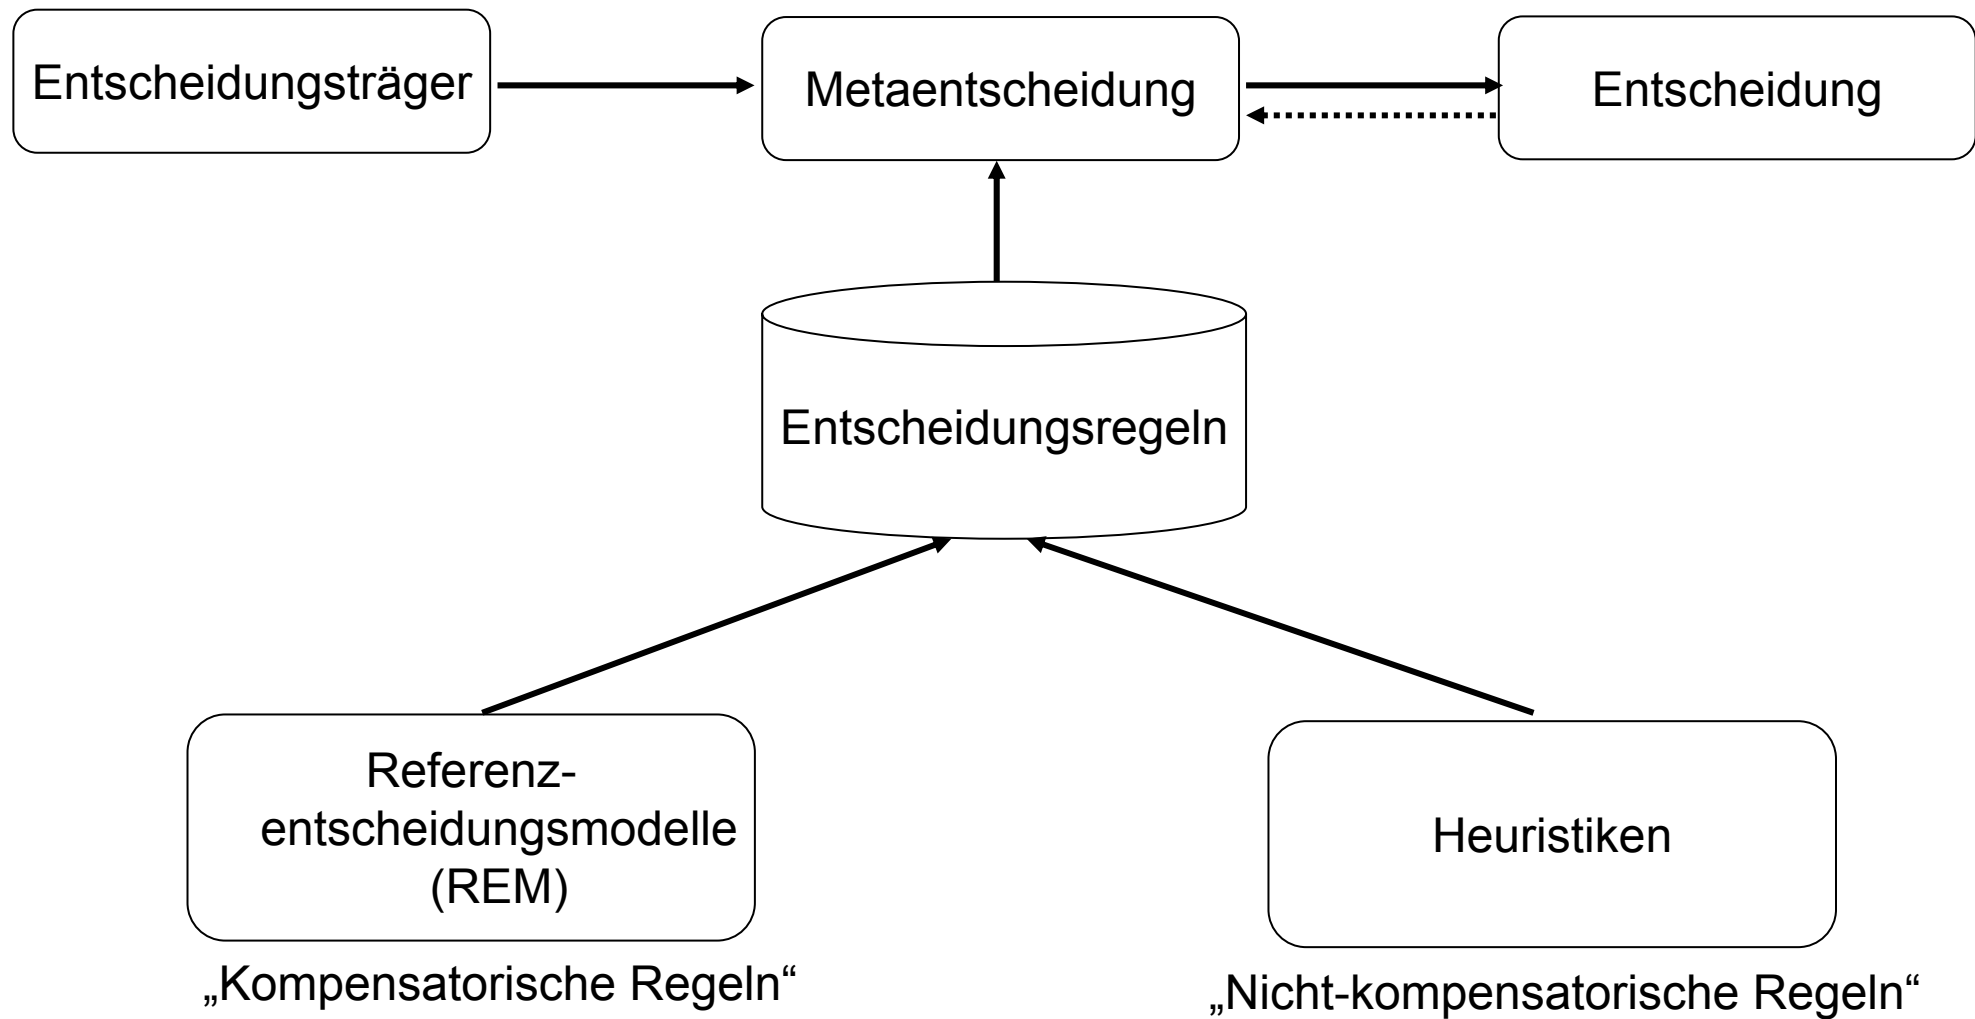 Entscheidungsträger
Metaentscheidung
Entscheidung
Entscheidungsregeln
Referenz-
entscheidungsmodelle
(REM)
Heuristiken
„Kompensatorische Regeln“
„Nicht-kompensatorische Regeln“